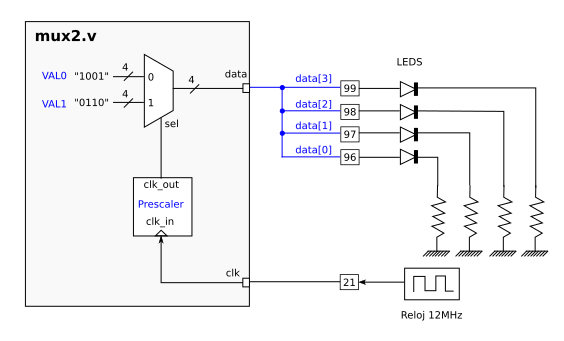 mux2.v
LEDS
VAL0 "1001" 4 0
4 data
data[3] 99
VAL1 "0110" 4 1
data[2] 98
sel
data[1] 97
data[0] 96
clk_out
Prescaler
clk_in
clk
21
Reloj 12MHz